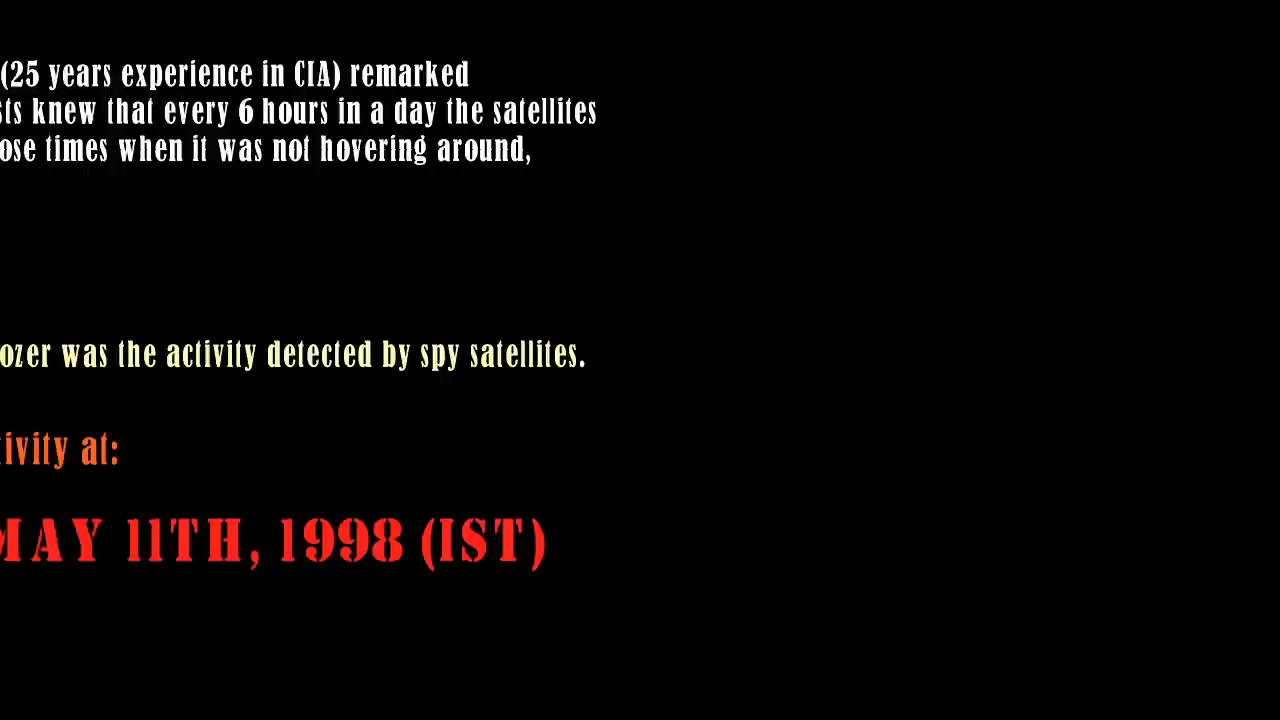 (25 years experience in CIA) remarked
sts knew that every 6 hours in a day the satellites
ose times when it was not hovering around,
ozer was the activity detected by spy satellites.
tivity at:
MAY 11TH, 1998 (IST)